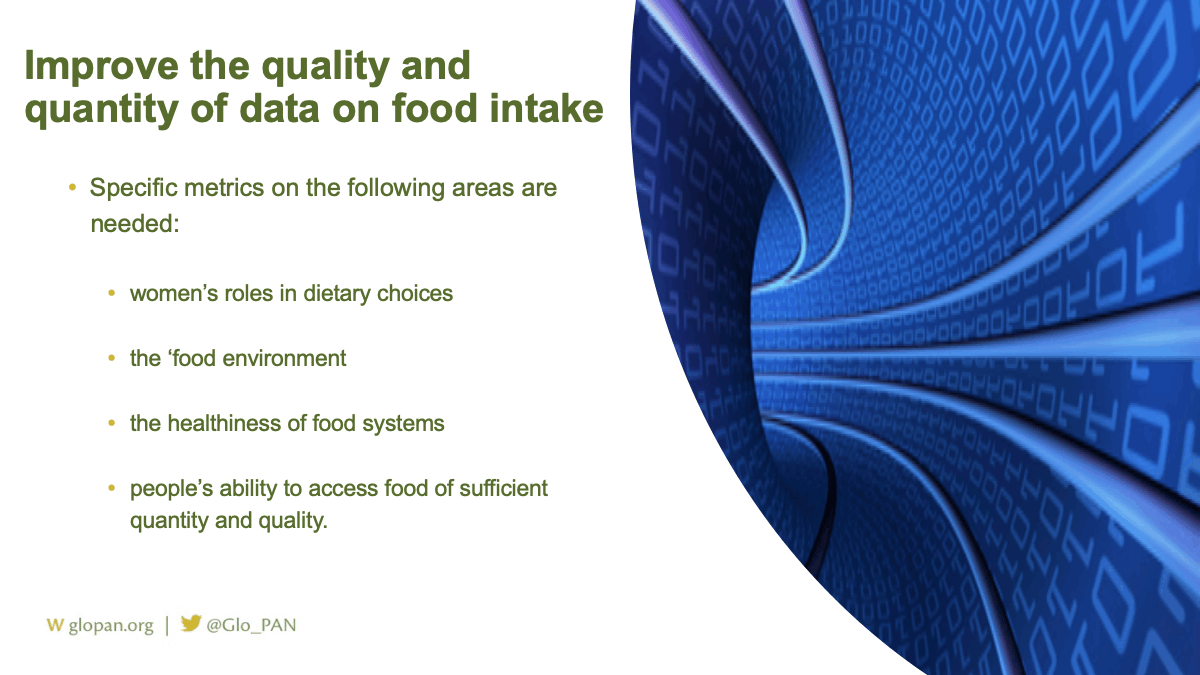 Improve the quality and
quantity of data on food intake
• Specific metrics on the following areas are
needed:
• women’s roles in dietary choices
• the ‘food environment
• the healthiness of food systems
• people’s ability to access food of sufficient
quantity and quality.
W glopan.org | @Glo_PAN